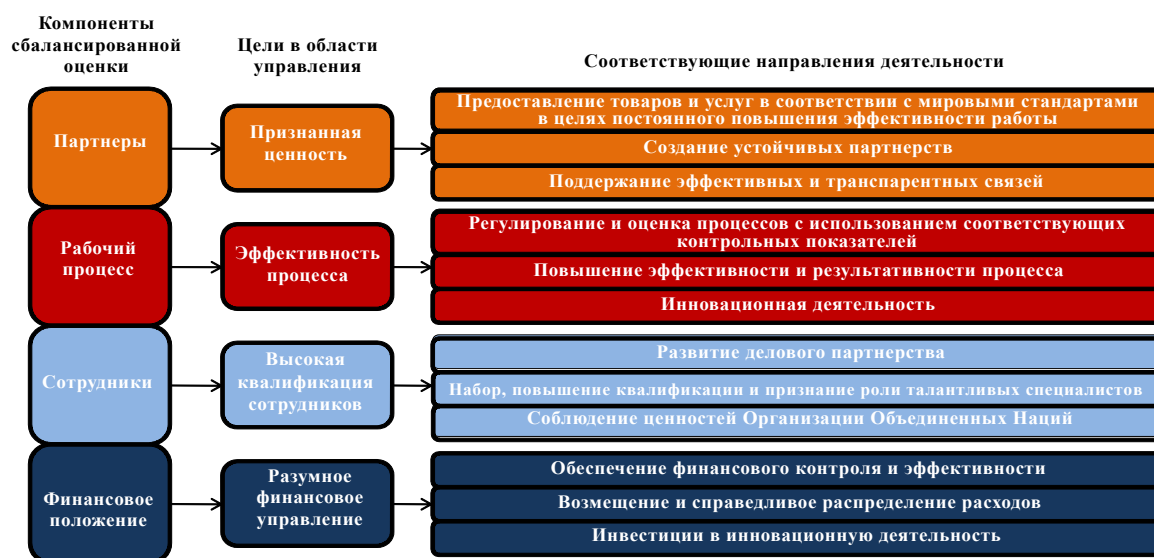 Компоненты
сбалансированной
оценки
Цели в области
управления
Соответствующие направления деятельности
Партнеры
Признанная
ценность
Предоставление товаров и услуг в соответствии с мировыми стандартами
в целях постоянного повышения эффективности работы
Создание устойчивых партнерств
Поддержание эффективных и транспарентных связей
Рабочий
процесс
Эффективность
процесса
Регулирование и оценка процессов с использованием соответствующих
контрольных показателей
Повышение эффективности и результативности процесса
Инновационная деятельность
Сотрудники
Высокая
квалификация
сотрудников
Развитие делового партнерства
Набор, повышение квалификации и признание роли талантливых специалистов
Соблюдение ценностей Организации Объединенных Наций
Финансовое
положение
Разумное
финансовое
управление
Обеспечение финансового контроля и эффективности
Возмещение и справедливое распределение расходов
Инвестиции в инновационную деятельность